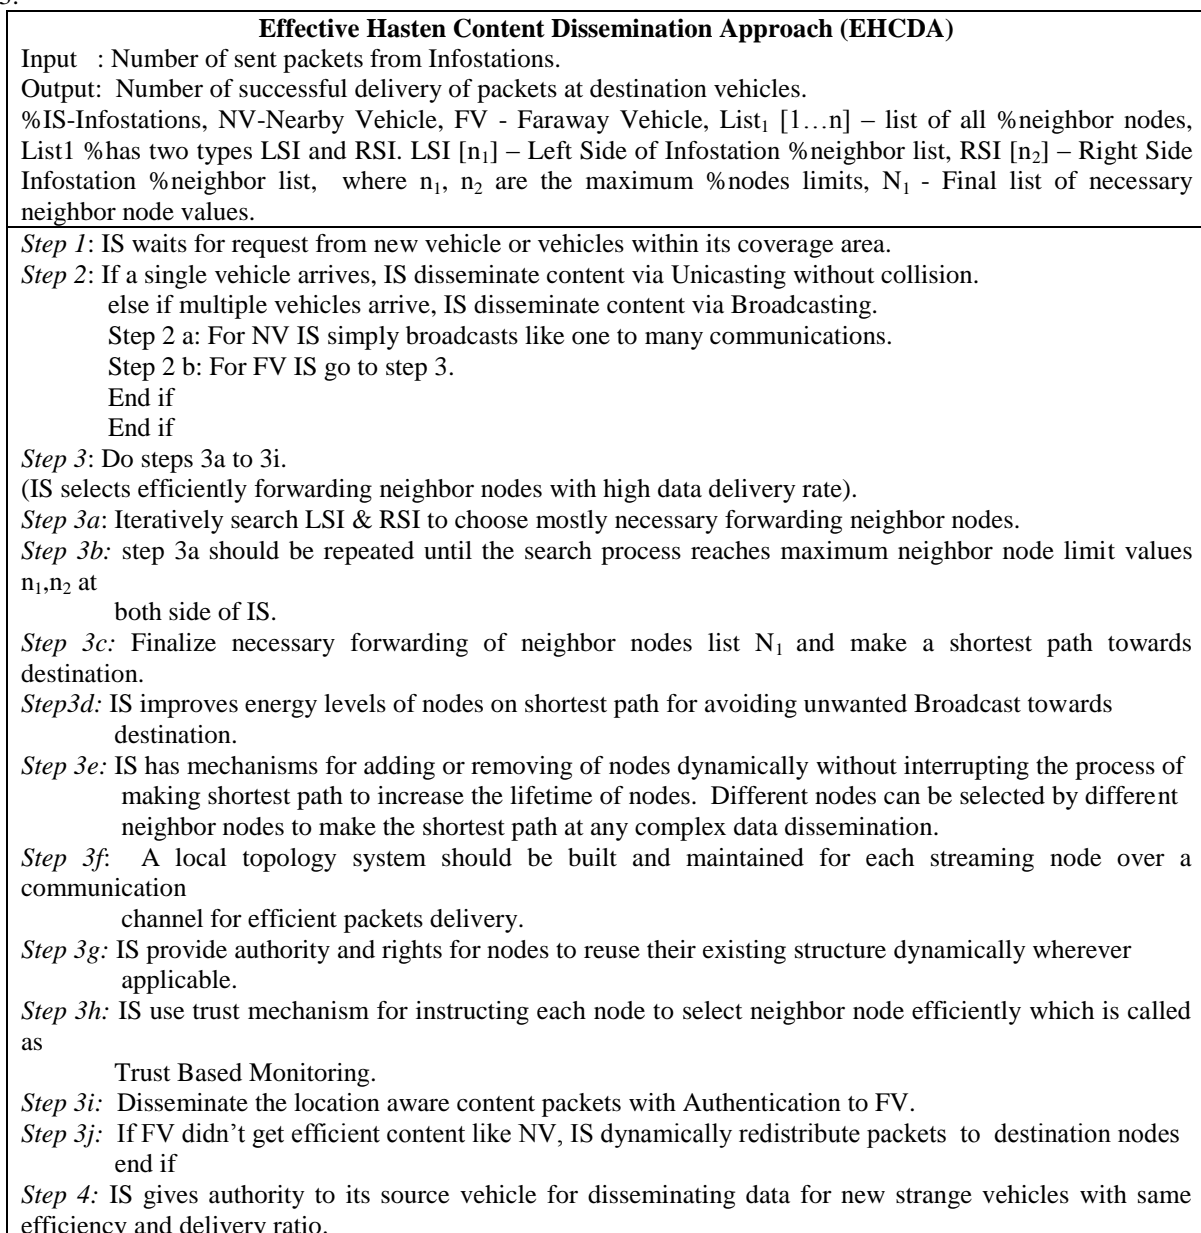 Effective Hasten Content Dissemination Approach (EHCDA)
Input : Number of sent packets from Infostations.
Output: Number of successful delivery of packets at destination vehicles.
%IS-Infostations, NV-Nearby Vehicle, FV - Faraway Vehicle, List₁ [1…n] – list of all %neighbor nodes,
List1 %has two types LSI and RSI. LSI [n₁] – Left Side of Infostation %neighbor list, RSI [n₂] – Right Side
Infostation %neighbor list, where n₁, n₂ are the maximum %nodes limits, N₁ - Final list of necessary
neighbor node values.
Step 1: IS waits for request from new vehicle or vehicles within its coverage area.
Step 2: If a single vehicle arrives, IS disseminate content via Unicasting without collision.
else if multiple vehicles arrive, IS disseminate content via Broadcasting.
Step 2 a: For NV IS simply broadcasts like one to many communications.
Step 2 b: For FV IS go to step 3.
End if
End if
Step 3: Do steps 3a to 3i.
(IS selects efficiently forwarding neighbor nodes with high data delivery rate).
Step 3a: Iteratively search LSI & RSI to choose mostly necessary forwarding neighbor nodes.
Step 3b: step 3a should be repeated until the search process reaches maximum neighbor node limit values
n₁,n₂ at
both side of IS.
Step 3c: Finalize necessary forwarding of neighbor nodes list N₁ and make a shortest path towards
destination.
Step3d: IS improves energy levels of nodes on shortest path for avoiding unwanted Broadcast towards
destination.
Step 3e: IS has mechanisms for adding or removing of nodes dynamically without interrupting the process of
making shortest path to increase the lifetime of nodes. Different nodes can be selected by different
neighbor nodes to make the shortest path at any complex data dissemination.
Step 3f: A local topology system should be built and maintained for each streaming node over a
communication
channel for efficient packets delivery.
Step 3g: IS provide authority and rights for nodes to reuse their existing structure dynamically wherever
applicable.
Step 3h: IS use trust mechanism for instructing each node to select neighbor node efficiently which is called
as
Trust Based Monitoring.
Step 3i: Disseminate the location aware content packets with Authentication to FV.
Step 3j: If FV didn't get efficient content like NV, IS dynamically redistribute packets to destination nodes
end if
Step 4: IS gives authority to its source vehicle for disseminating data for new strange vehicles with same
efficiency and delivery ratio.